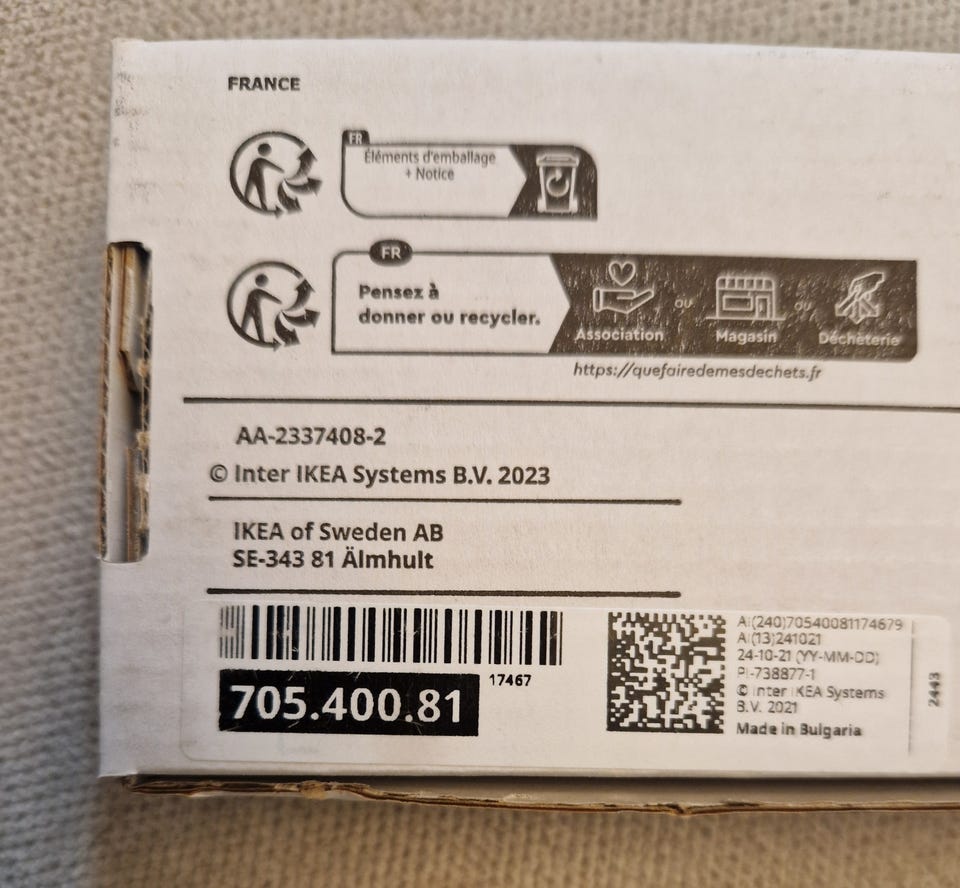 FRANCE
FR
Éléments d'emballage
+ Notice
FR
Pensez à
donner ou recycler.
Association
ou
Magasin
ou
Déchèterie
https://quefairedemesdechets.fr
AA-2337408-2
© Inter IKEA Systems B.V. 2023
IKEA of Sweden AB
SE-343 81 Älmhult
17467
705.400.81
AI(240)70540081174679
AI(13)241021
24-10-21 (YY-MM-DD)
PI-738877-1
© Inter IKEA Systems
B.V. 2021
Made in Bulgaria
2443